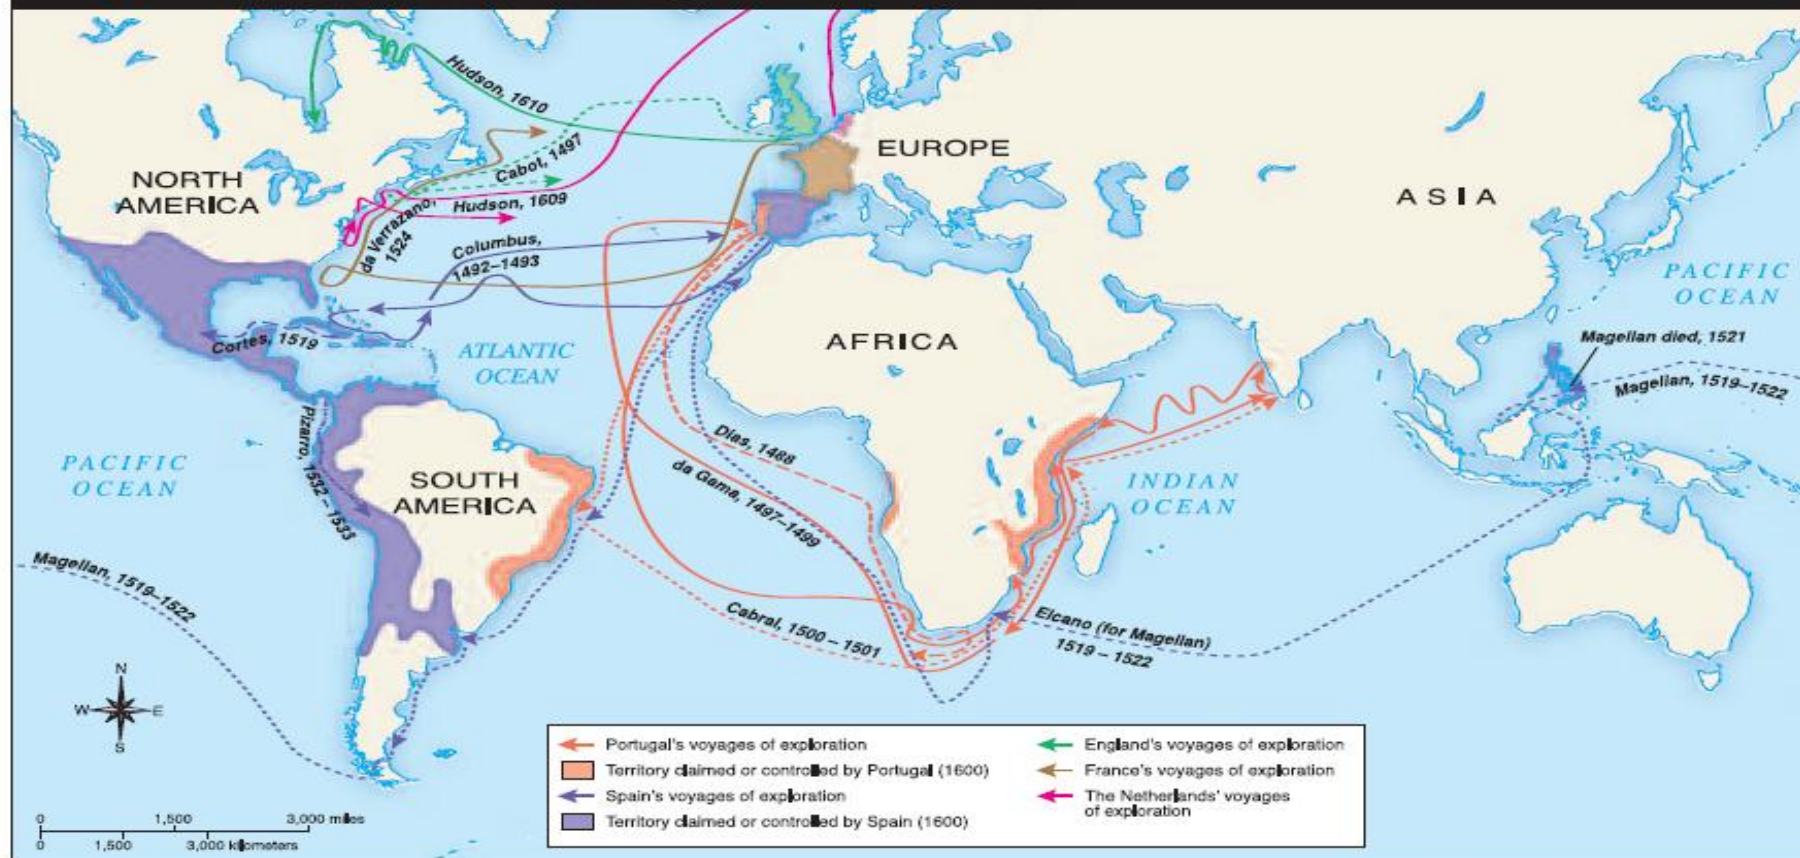 Hudson, 1610
Cabot, 1497
EUROPE
NORTH
AMERICA
ASIA
Hudson, 1609
da Verrazano,
1524
Columbus,
1492–1493
PACIFIC
OCEAN
AFRICA
Magellan died, 1521
Cortes, 1519
ATLANTIC
OCEAN
Magellan, 1519–1522
Pizarro, 1532–1533
Dias, 1488
PACIFIC
OCEAN
SOUTH
AMERICA
da Gama, 1497–1499
INDIAN
OCEAN
Magellan, 1519–1522
Cabral, 1500–1501
Elcano (for Magellan)
1519–1522
N
W
E
S
Portugal's voyages of exploration
Territory claimed or controlled by Portugal (1600)
Spain's voyages of exploration
Territory claimed or controlled by Spain (1600)
England's voyages of exploration
France's voyages of exploration
The Netherlands' voyages
of exploration
0 1,500 3,000 miles
0 1,500 3,000 kilometers